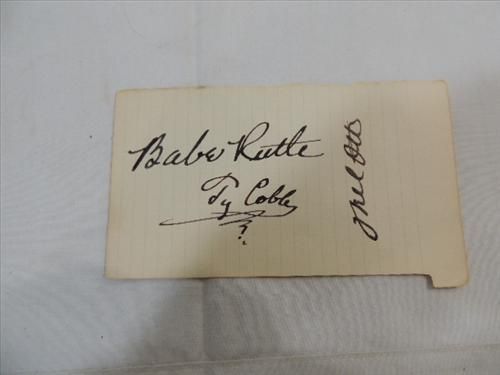 Babe Ruth
Ty Cobb
?
Mel Ott